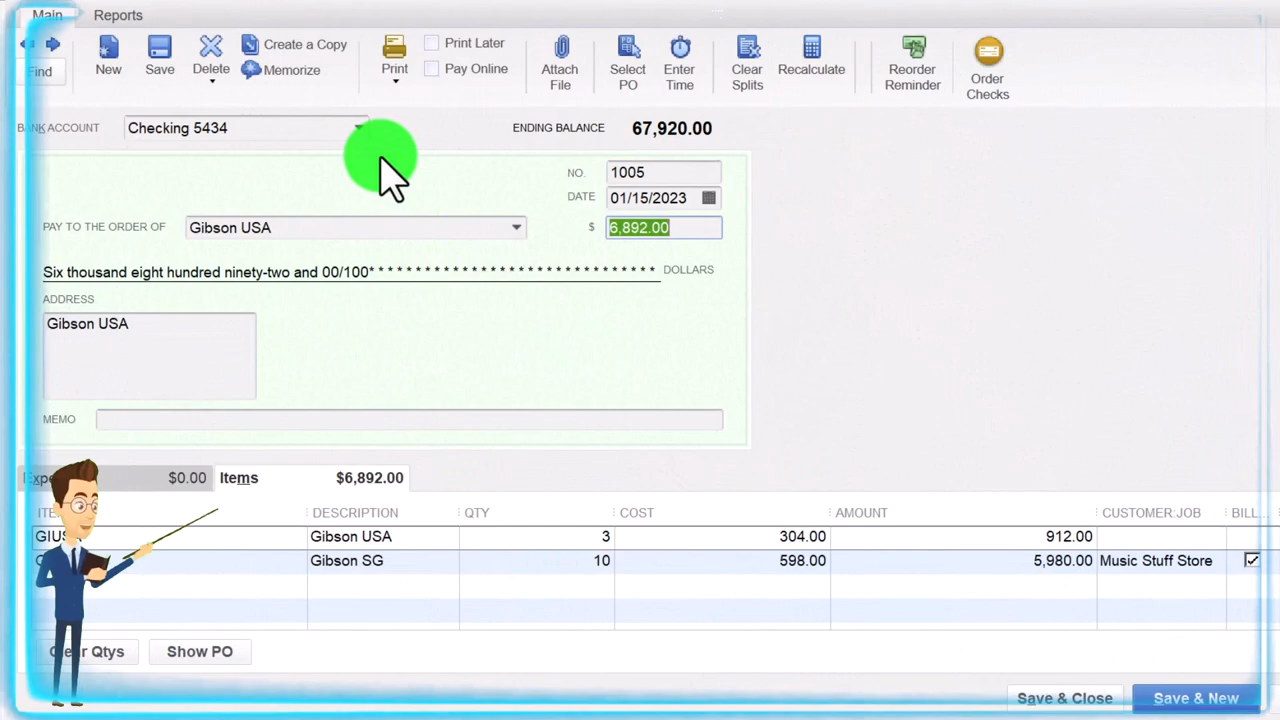 Main Reports
Find
New
Save
Delete
Create a Copy
Memorize
Print
Print Later
Pay Online
Attach
File
Select
PO
Enter
Time
Clear
Splits
Recalculate
Reorder
Reminder
Order
Checks
BANK ACCOUNT Checking 5434 ENDING BALANCE 67,920.00
NO. 1005
DATE 01/15/2023
PAY TO THE ORDER OF Gibson USA $ 6,892.00
Six thousand eight hundred ninety-two and 00/100* * * * * * * * * * * * * * * * * * * * * * * * * * * * * * * DOLLARS
ADDRESS
Gibson USA
MEMO
$0.00 Items $6,892.00
DESCRIPTION QTY COST AMOUNT CUSTOMER:JOB BILL...
Gibson USA 3 304.00 912.00
Gibson SG 10 598.00 5,980.00 Music Stuff Store
Qtys Show PO
Save & Close Save & New